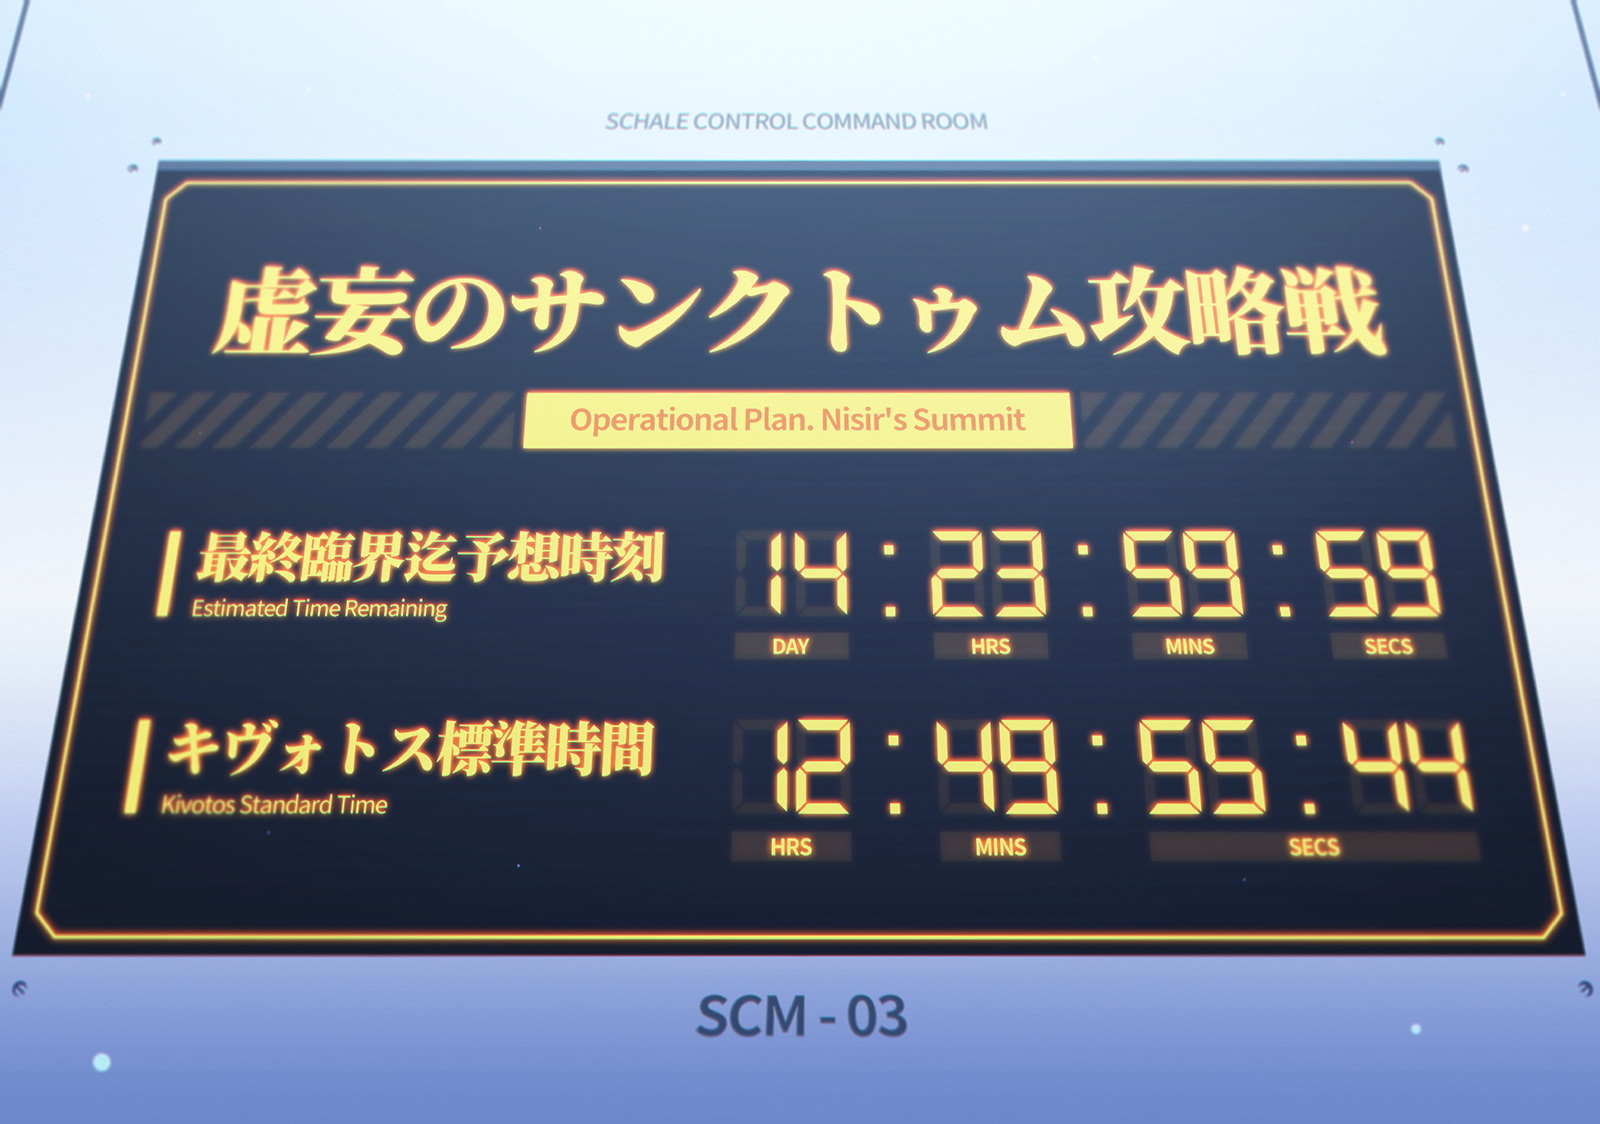 SCHALE CONTROL COMMAND ROOM
虚妄のサンクトゥム攻略戦
Operational Plan. Nisir's Summit
最終臨界迄予想時刻 14 : 23 : 59 : 59
Estimated Time Remaining DAY HRS MINS SECS
キヴォトス標準時間 12 : 49 : 55 : 44
Kivotos Standard Time HRS MINS SECS
SCM - 03